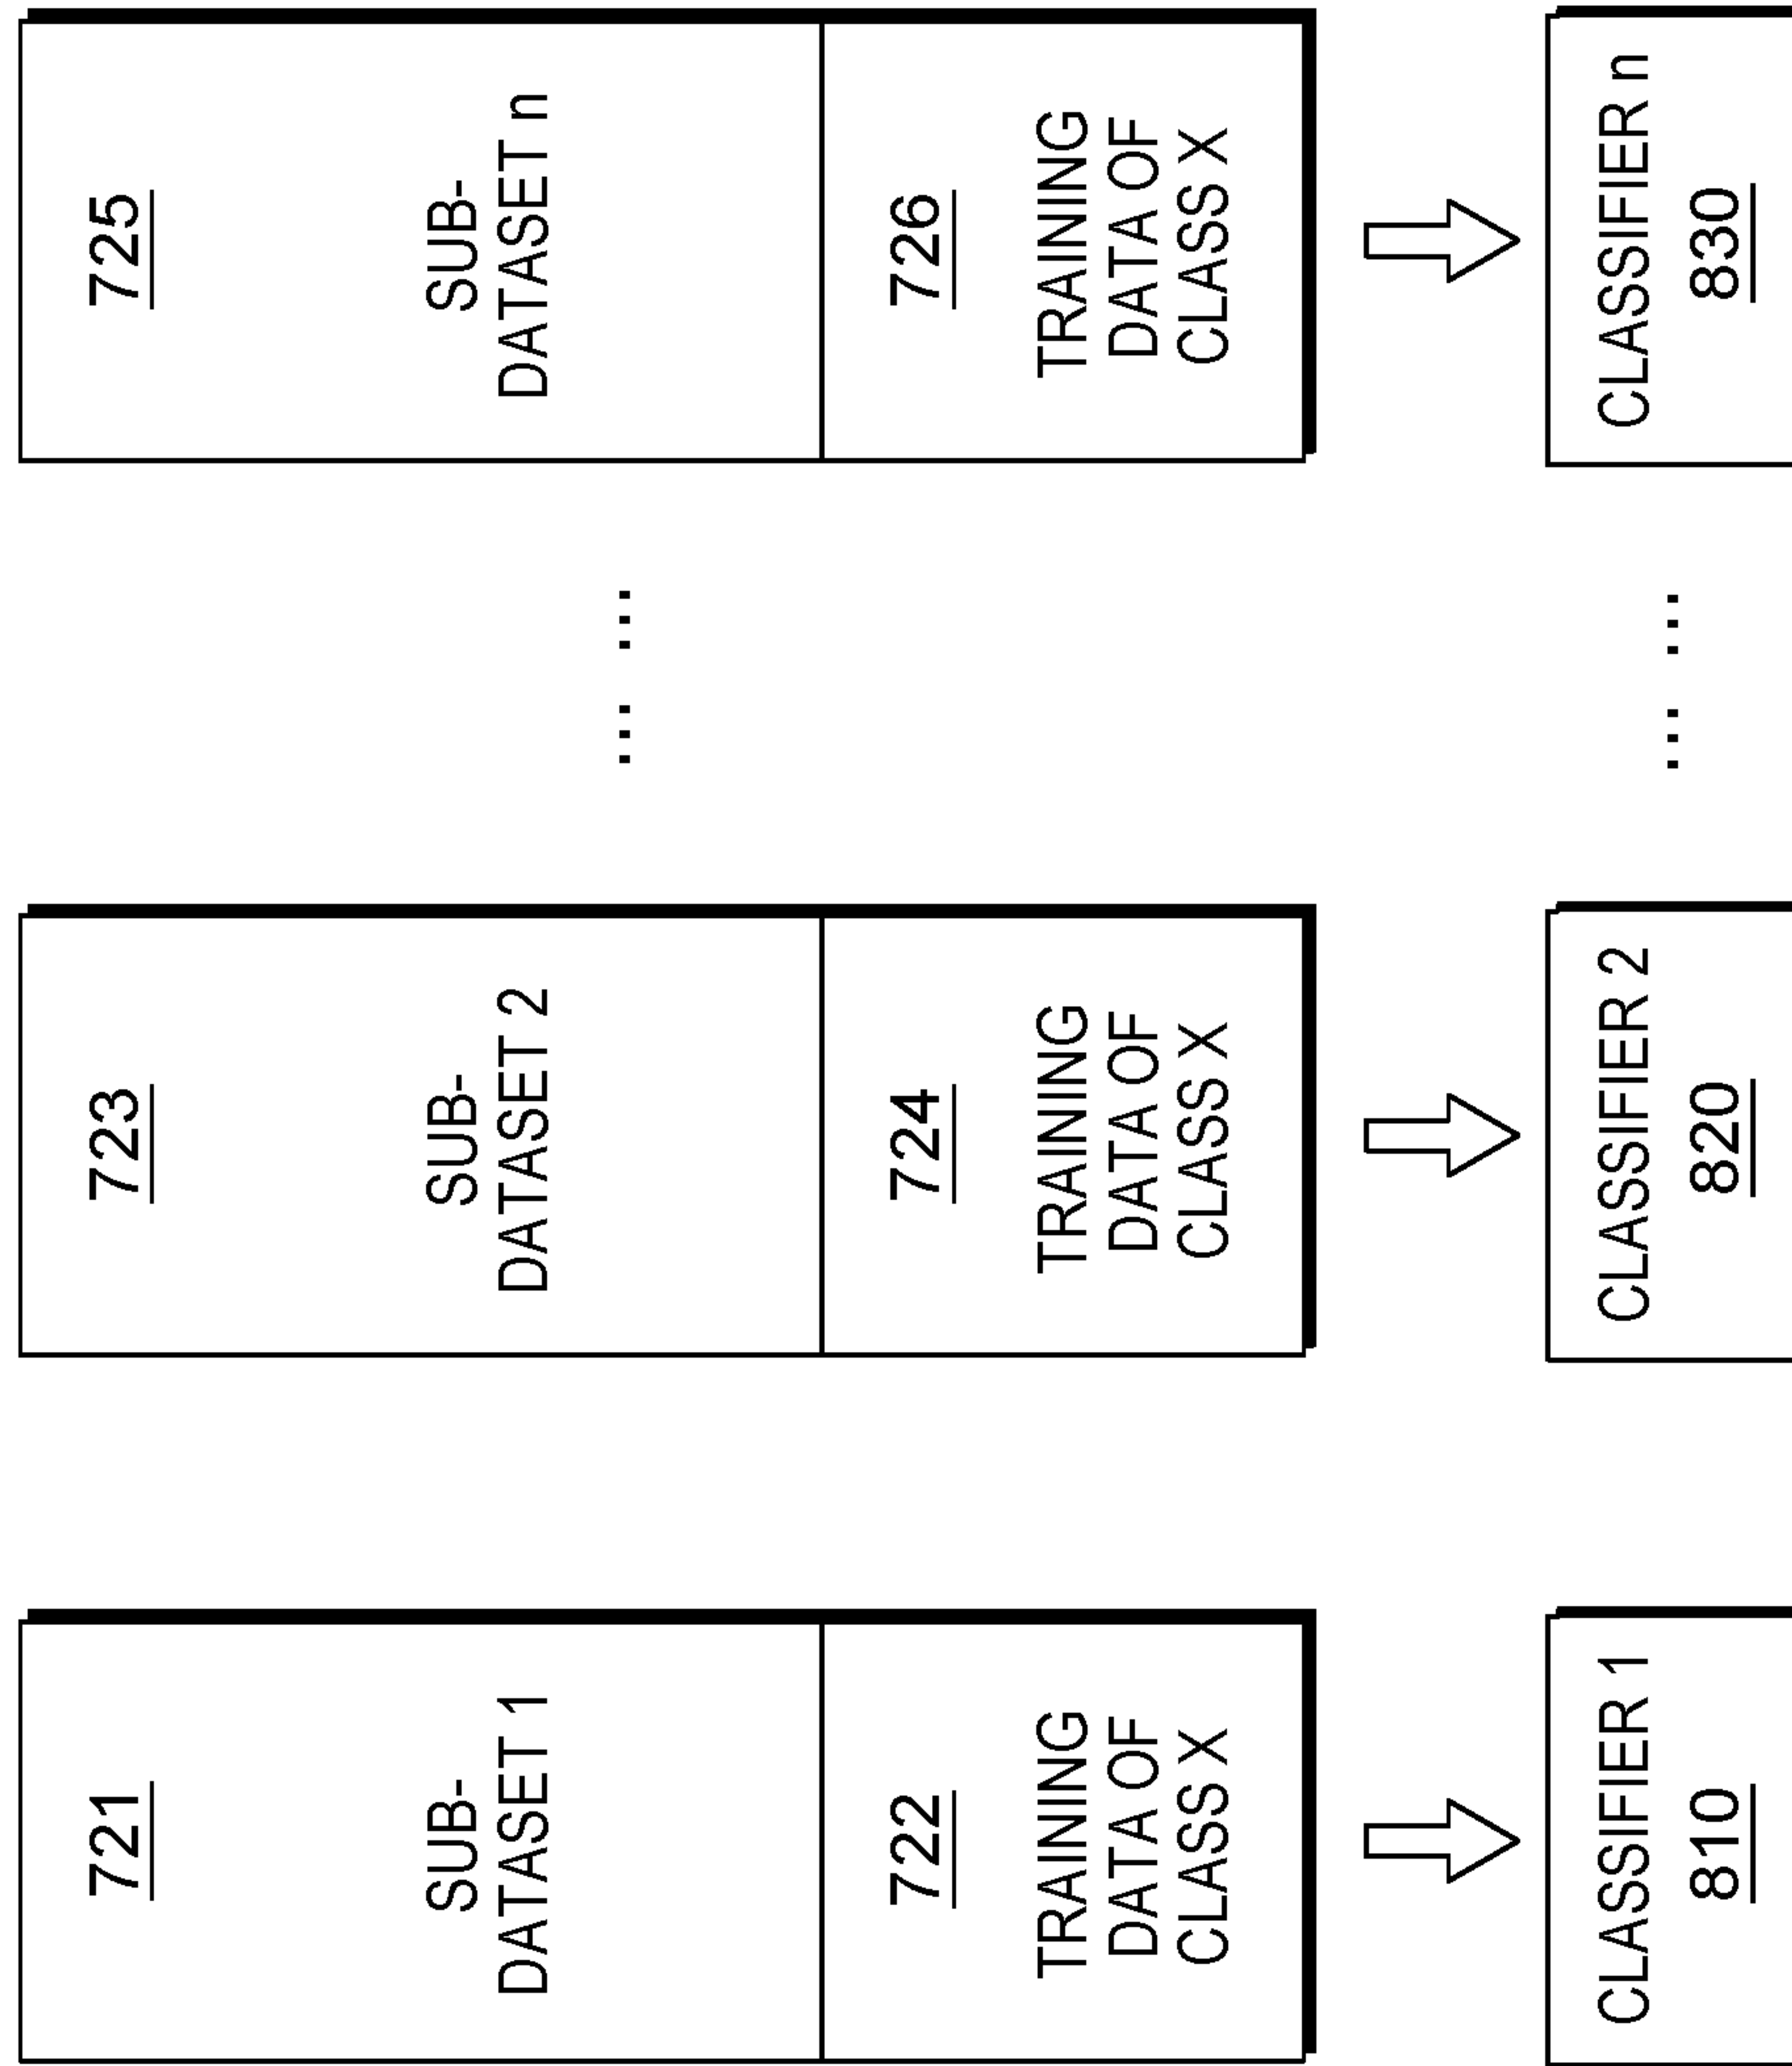 721
SUB-
DATASET 1
722
TRAINING
DATA OF
CLASS X
CLASSIFIER 1
810
723
SUB-
DATASET 2
724
TRAINING
DATA OF
CLASS X
CLASSIFIER 2
820
... ...
... ...
725
SUB-
DATASET n
726
TRAINING
DATA OF
CLASS X
CLASSIFIER n
830